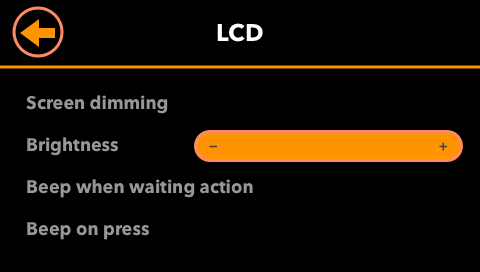 LCD
Screen dimming
Brightness - +
Beep when waiting action
Beep on press